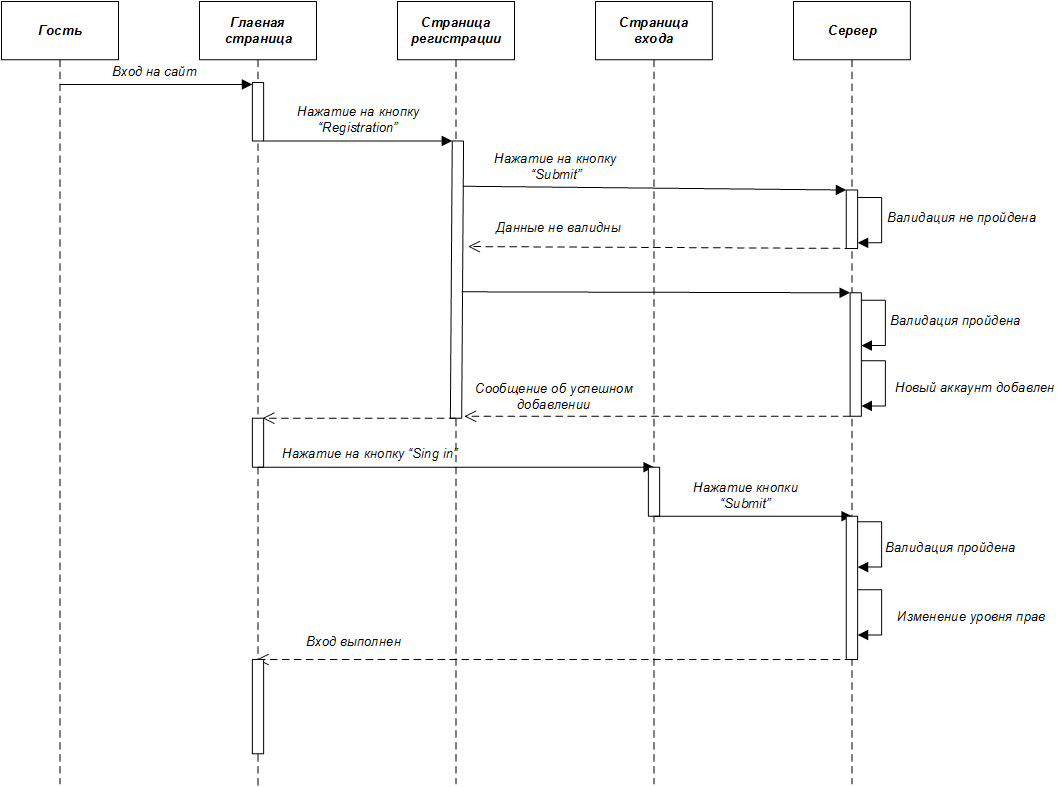 Гость
Главная
страница
Страница
регистрации
Страница
входа
Сервер
Вход на сайт
Нажатие на кнопку
“Registration”
Нажатие на кнопку
“Submit”
Валидация не пройдена
Данные не валидны
Валидация пройдена
Новый аккаунт добавлен
Сообщение об успешном
добавлении
Нажатие на кнопку “Sing in”
Нажатие кнопки
“Submit”
Валидация пройдена
Изменение уровня прав
Вход выполнен